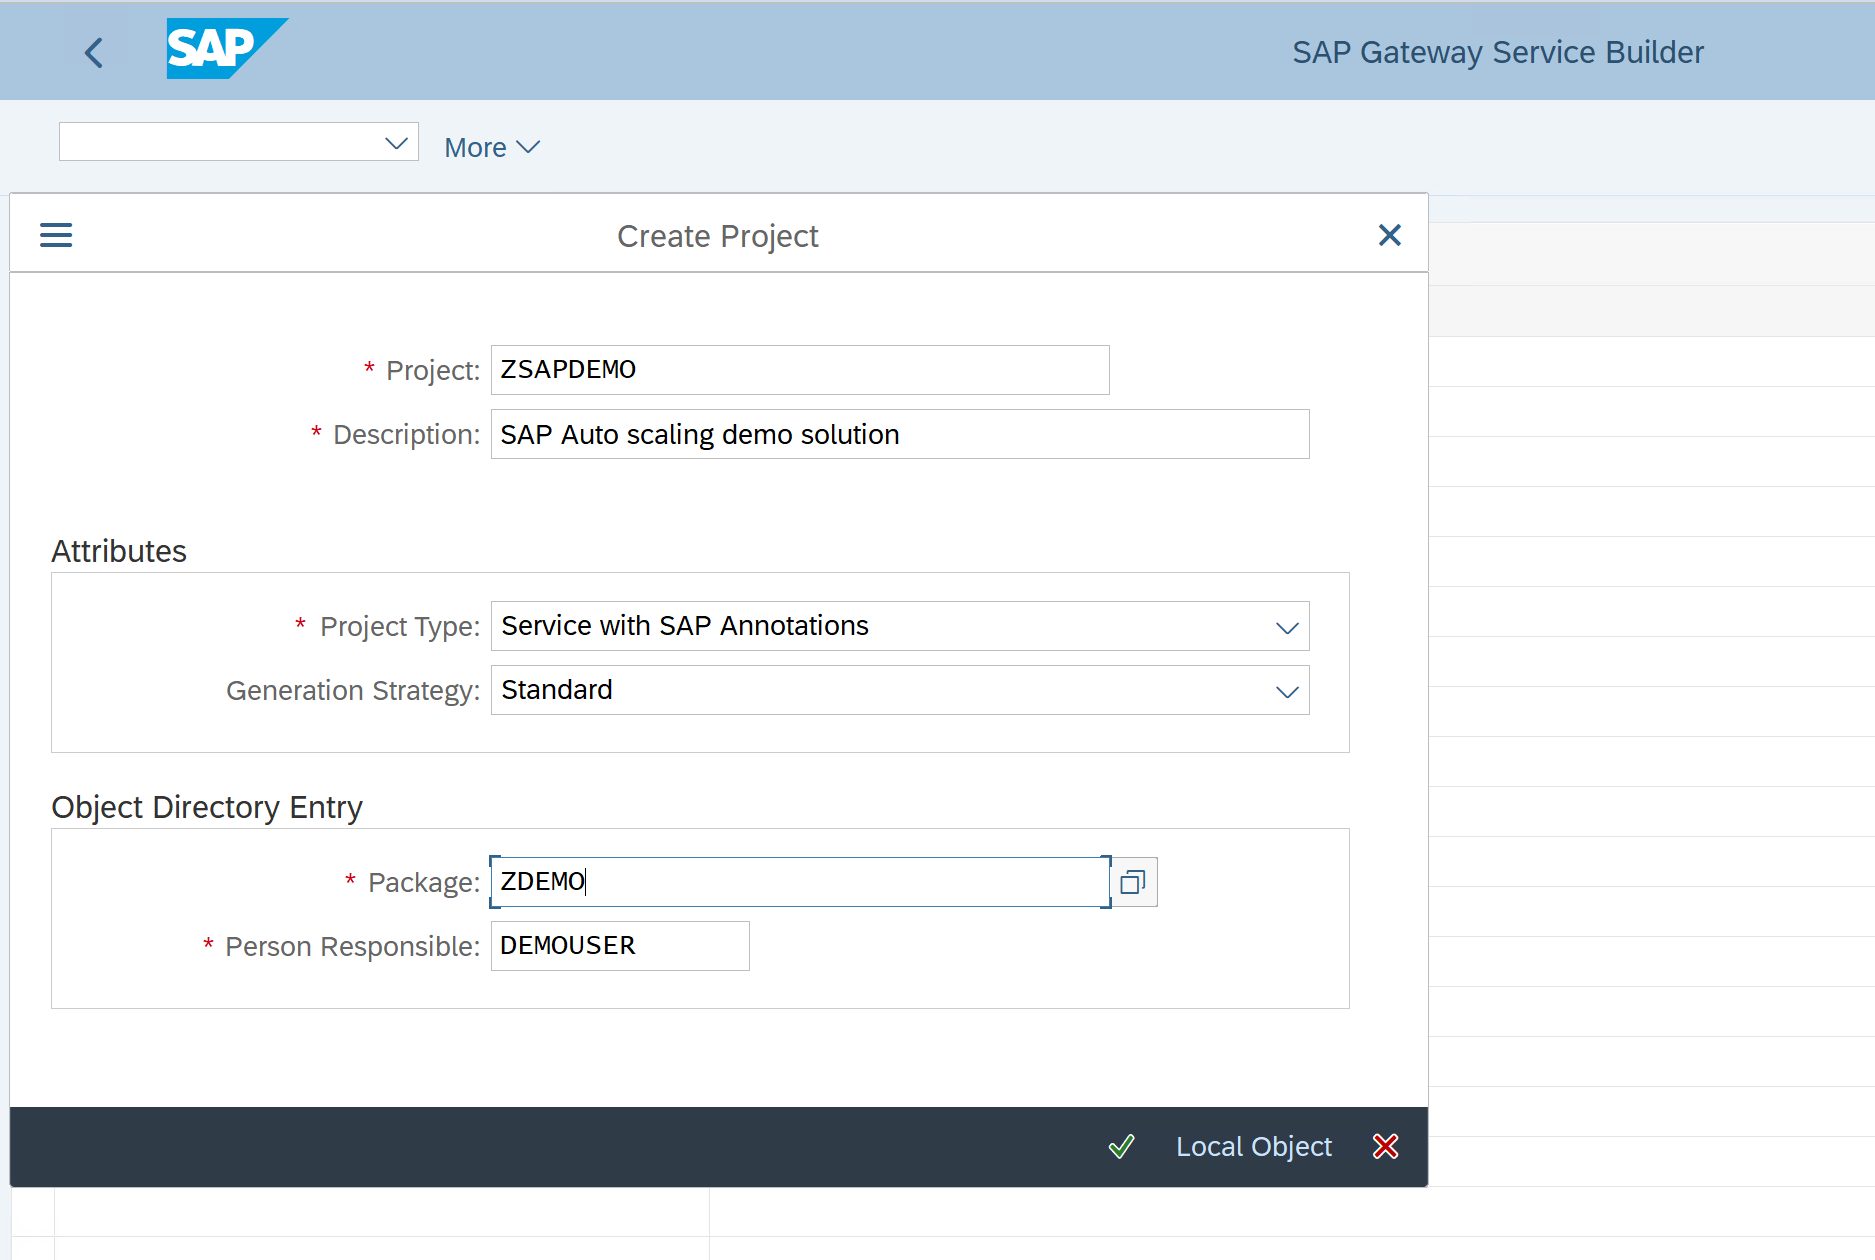 SAP
SAP Gateway Service Builder
More
Create Project
* Project: ZSAPDEMO
* Description: SAP Auto scaling demo solution
Attributes
* Project Type: Service with SAP Annotations
Generation Strategy: Standard
Object Directory Entry
* Package: ZDEMO
* Person Responsible: DEMOUSER
Local Object